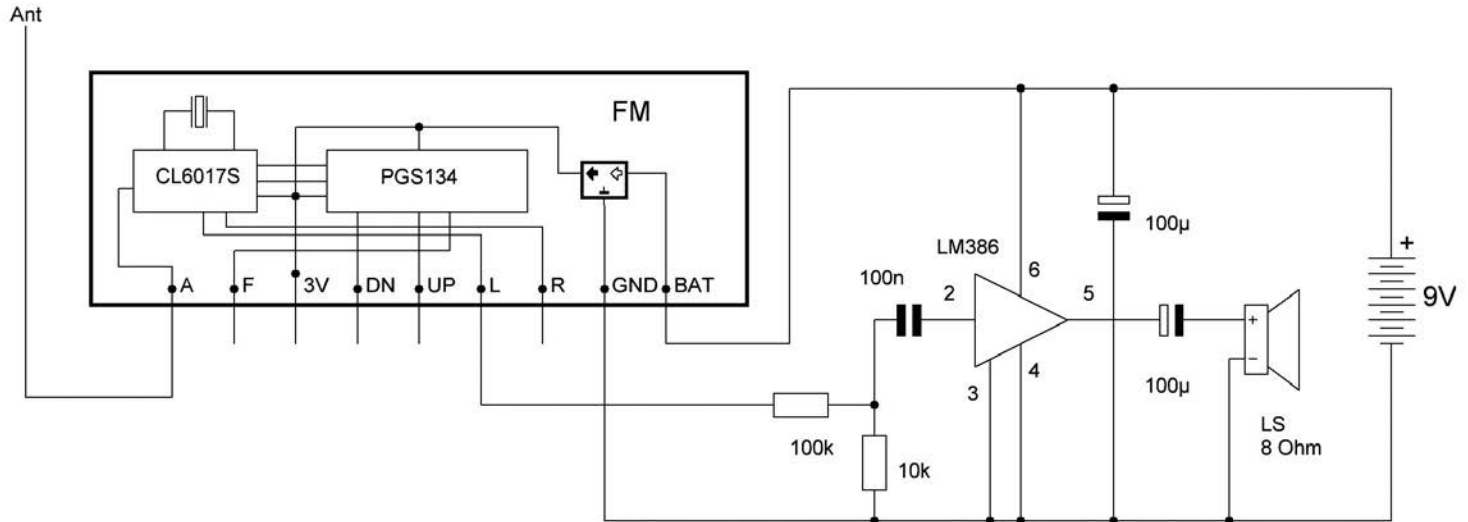 Ant
FM
CL6017S
PGS134
A
F
3V
DN
UP
L
R
GND
BAT
100k
10k
100n
LM386
2
3
6
4
5
100µ
100µ
+
−
LS
8 Ohm
+
9V